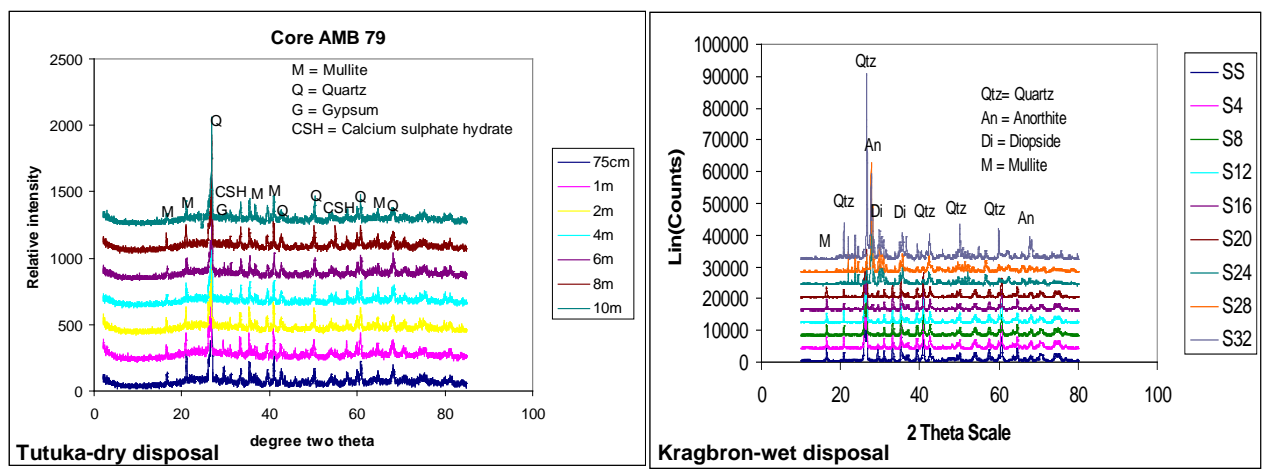 Core AMB 79
2500
2000
1500
1000
500
0
Relative intensity
M = Mullite
Q = Quartz
G = Gypsum
CSH = Calcium sulphate hydrate
Q
M
M
CSH
G
M
M
Q
Q
CSH
Q
M
Q
0
20
40
60
80
100
degree two theta
75cm
1m
2m
4m
6m
8m
10m
Tutuka-dry disposal
100000
90000
80000
70000
60000
50000
40000
30000
20000
10000
0
Lin(Counts)
Qtz
Qtz= Quartz
An = Anorthite
Di = Diopside
M = Mullite
An
Qtz
M
Di
Di
Qtz
Qtz
Qtz
An
0
20
40
60
80
100
2 Theta Scale
SS
S4
S8
S12
S16
S20
S24
S28
S32
Kragbron-wet disposal